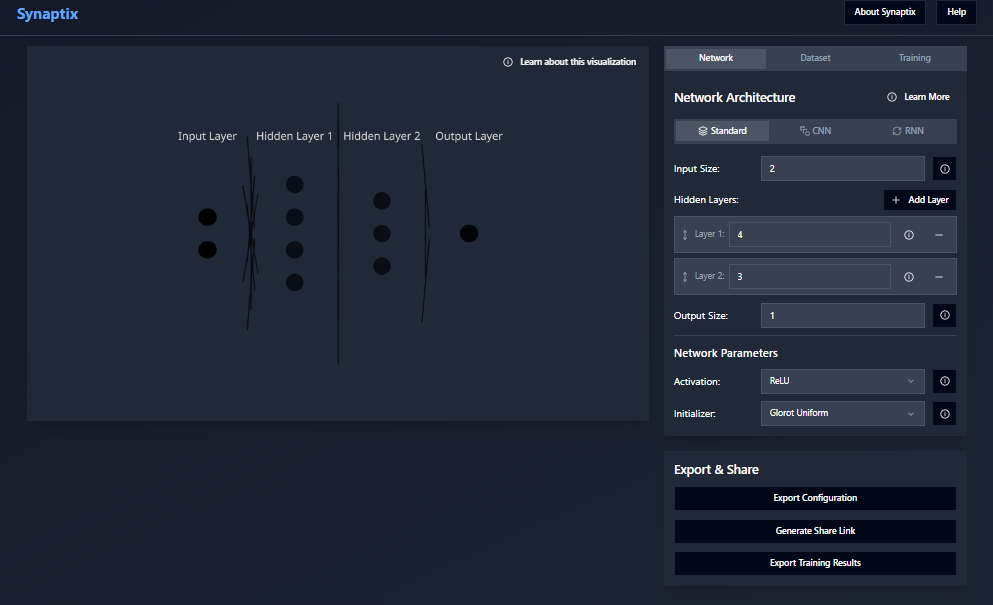 Synaptix
About Synaptix
Help
Learn about this visualization
Input Layer
Hidden Layer 1
Hidden Layer 2
Output Layer
Network
Dataset
Training
Network Architecture
Learn More
Standard
CNN
RNN
Input Size:
2
Hidden Layers:
+ Add Layer
Layer 1:
4
Layer 2:
3
Output Size:
1
Network Parameters
Activation:
ReLU
Initializer:
Glorot Uniform
Export & Share
Export Configuration
Generate Share Link
Export Training Results